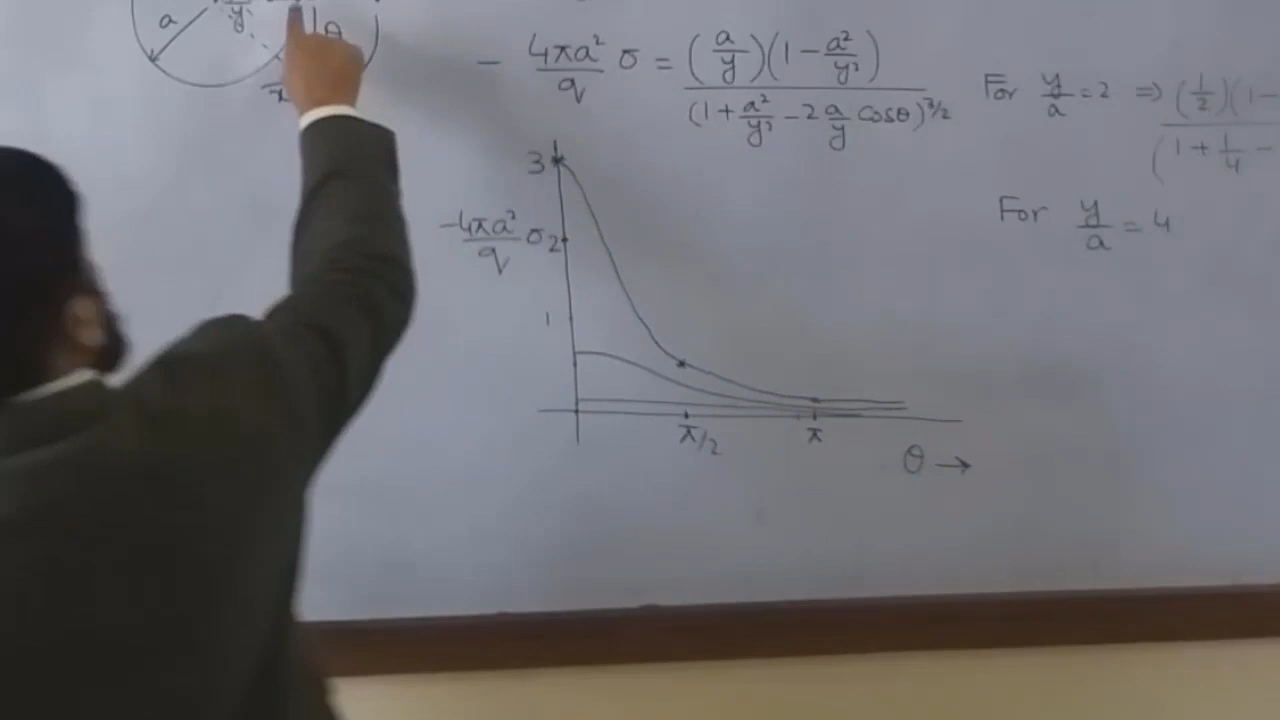 a
y
θ
x
- 4πa²/q σ = (a/y)(1 - a²/y²) / (1 + a²/y² - 2 a/y cosθ)^3/2
For y/a = 2 ⇒ (1/2)(1-
(1 + 1/4 -
For y/a = 4
3
-4πa²/q σ
2
1
π/2
π
θ →